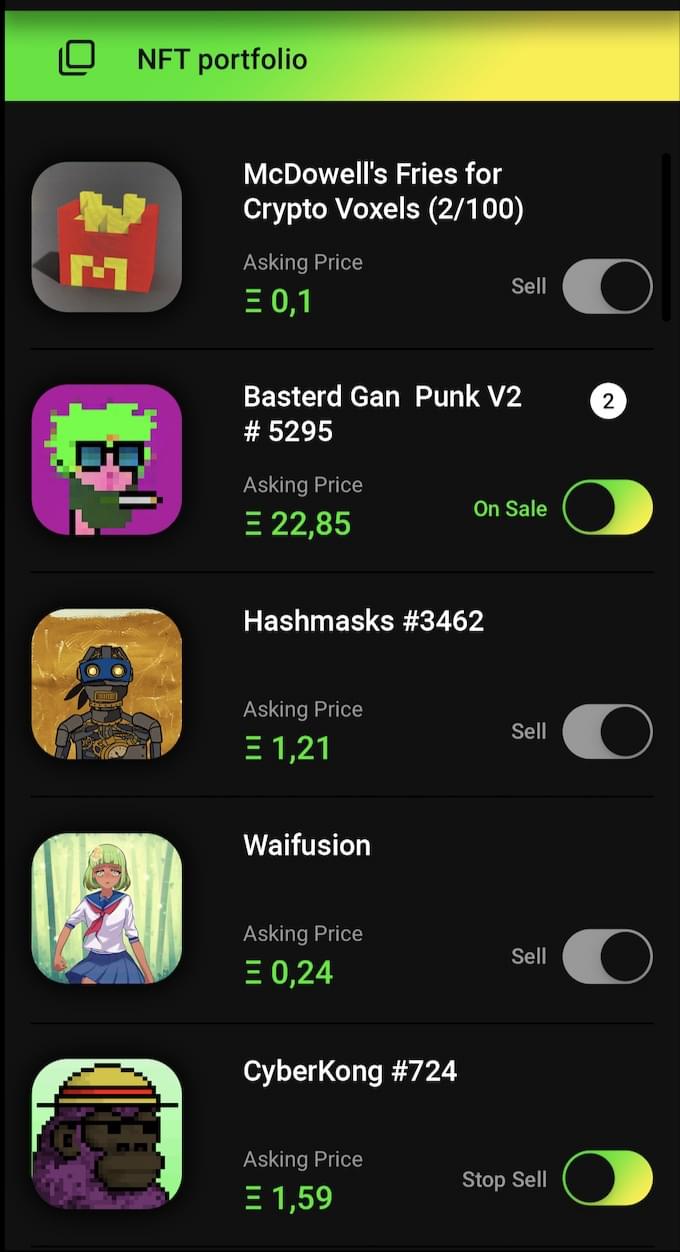 NFT portfolio
McDowell's Fries for
Crypto Voxels (2/100)
Asking Price
Ξ 0,1
Sell
M
Basterd Gan  Punk V2
# 5295
2
Asking Price
Ξ 22,85
On Sale
Hashmasks #3462
Asking Price
Ξ 1,21
Sell
Waifusion
Asking Price
Ξ 0,24
Sell
CyberKong #724
Asking Price
Ξ 1,59
Stop Sell